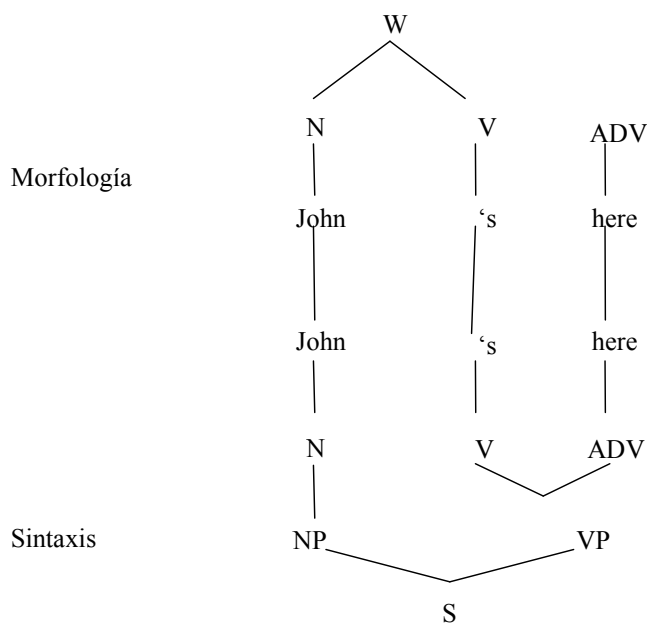 W
N V ADV
Morfología
John ‘s here
John ‘s here
N V ADV
Sintaxis NP VP
S